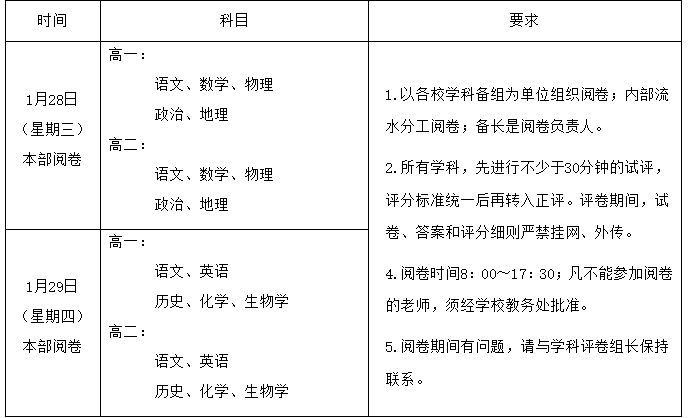 时间
科目
要求
1月28日
（星期三）
本部阅卷
高一：
语文、数学、物理
政治、地理
高二：
语文、数学、物理
政治、地理
1月29日
（星期四）
本部阅卷
高一：
语文、英语
历史、化学、生物学
高二：
语文、英语
历史、化学、生物学
1.以各校学科备组为单位组织阅卷；内部流
水分工阅卷；备长是阅卷负责人。
2.所有学科，先进行不少于30分钟的试评，
评分标准统一后再转入正评。评卷期间，试
卷、答案和评分细则严禁挂网、外传。
4.阅卷时间8：00～17：30；凡不能参加阅卷
的老师，须经学校教务处批准。
5.阅卷期间有问题，请与学科评卷组长保持
联系。